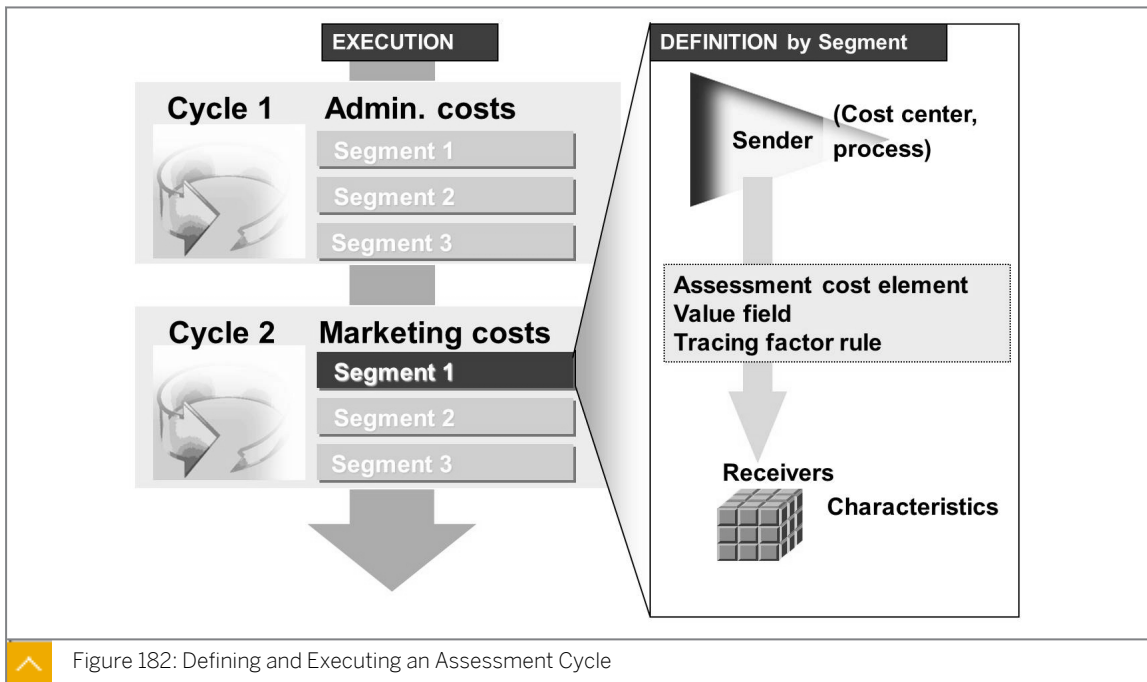 EXECUTION
Cycle 1 Admin. costs
Segment 1
Segment 2
Segment 3
Cycle 2 Marketing costs
Segment 1
Segment 2
Segment 3
DEFINITION by Segment
Sender
(Cost center,
process)
Assessment cost element
Value field
Tracing factor rule
Receivers
Characteristics
Figure 182: Defining and Executing an Assessment Cycle